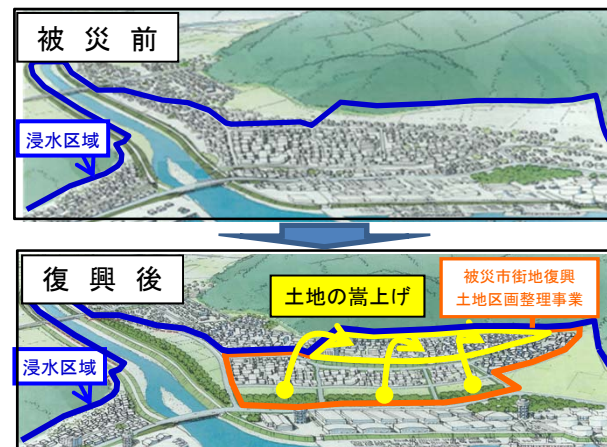 被災前
浸水区域
復興後
土地の嵩上げ
被災市街地復興
土地区画整理事業
浸水区域